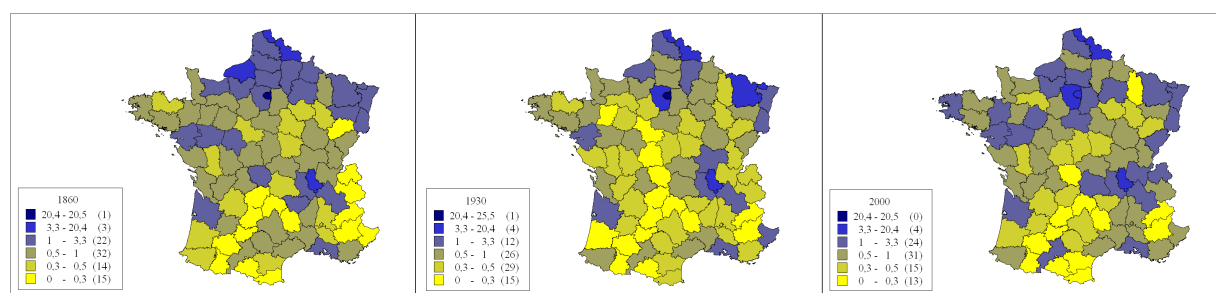 1860
20,4 - 20,5 (1)
3,3 - 20,4 (3)
1 - 3,3 (22)
0,5 - 1 (32)
0,3 - 0,5 (14)
0 - 0,3 (15)
1930
20,4 - 25,5 (1)
3,3 - 20,4 (4)
1 - 3,3 (12)
0,5 - 1 (26)
0,3 - 0,5 (29)
0 - 0,3 (15)
2000
20,4 - 20,5 (0)
3,3 - 20,4 (4)
1 - 3,3 (24)
0,5 - 1 (31)
0,3 - 0,5 (15)
0 - 0,3 (13)